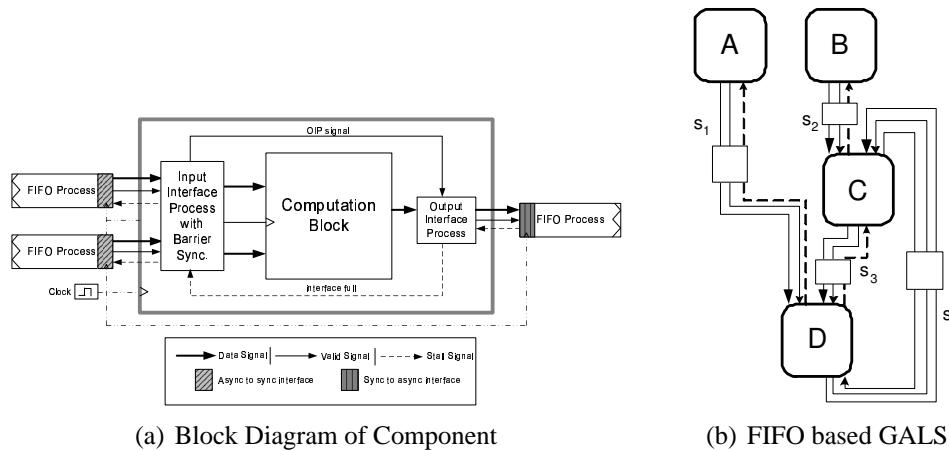 OIP signal
FIFO Process
Input
Interface
Process
with
Barrier
Sync.
Computation
Block
Output
Interface
Process
FIFO Process
FIFO Process
Clock
interface full
Data Signal
Valid Signal
Stall Signal
Async to sync interface
Sync to async interface
(a) Block Diagram of Component
A
B
s1
s2
C
s3
s
D
(b) FIFO based GALS